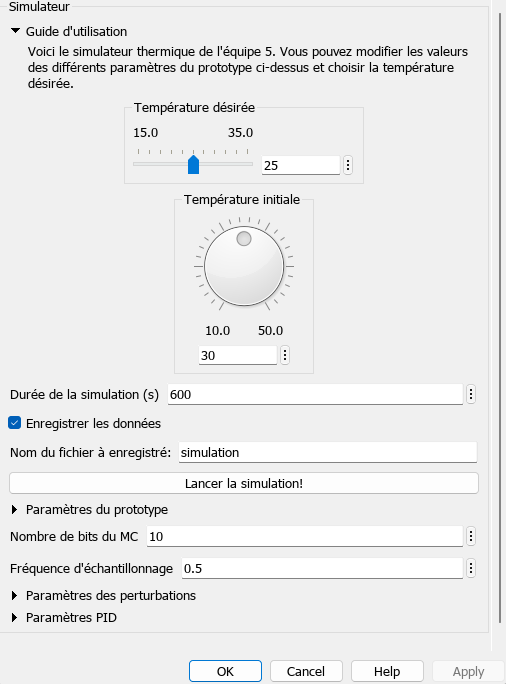 Simulateur
Guide d'utilisation
Voici le simulateur thermique de l'équipe 5. Vous pouvez modifier les valeurs
des différents paramètres du prototype ci-dessus et choisir la température
désirée.
Température désirée
15.0 35.0
25
Température initiale
10.0 50.0
30
Durée de la simulation (s) 600
Enregistrer les données
Nom du fichier à enregistré: simulation
Lancer la simulation!
Paramètres du prototype
Nombre de bits du MC 10
Fréquence d'échantillonnage 0.5
Paramètres des perturbations
Paramètres PID
OK Cancel Help Apply